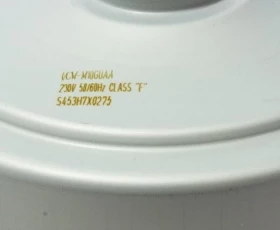 VCM-M10GUAA
230V 50/60Hz CLASS "F"
S453H7X0275